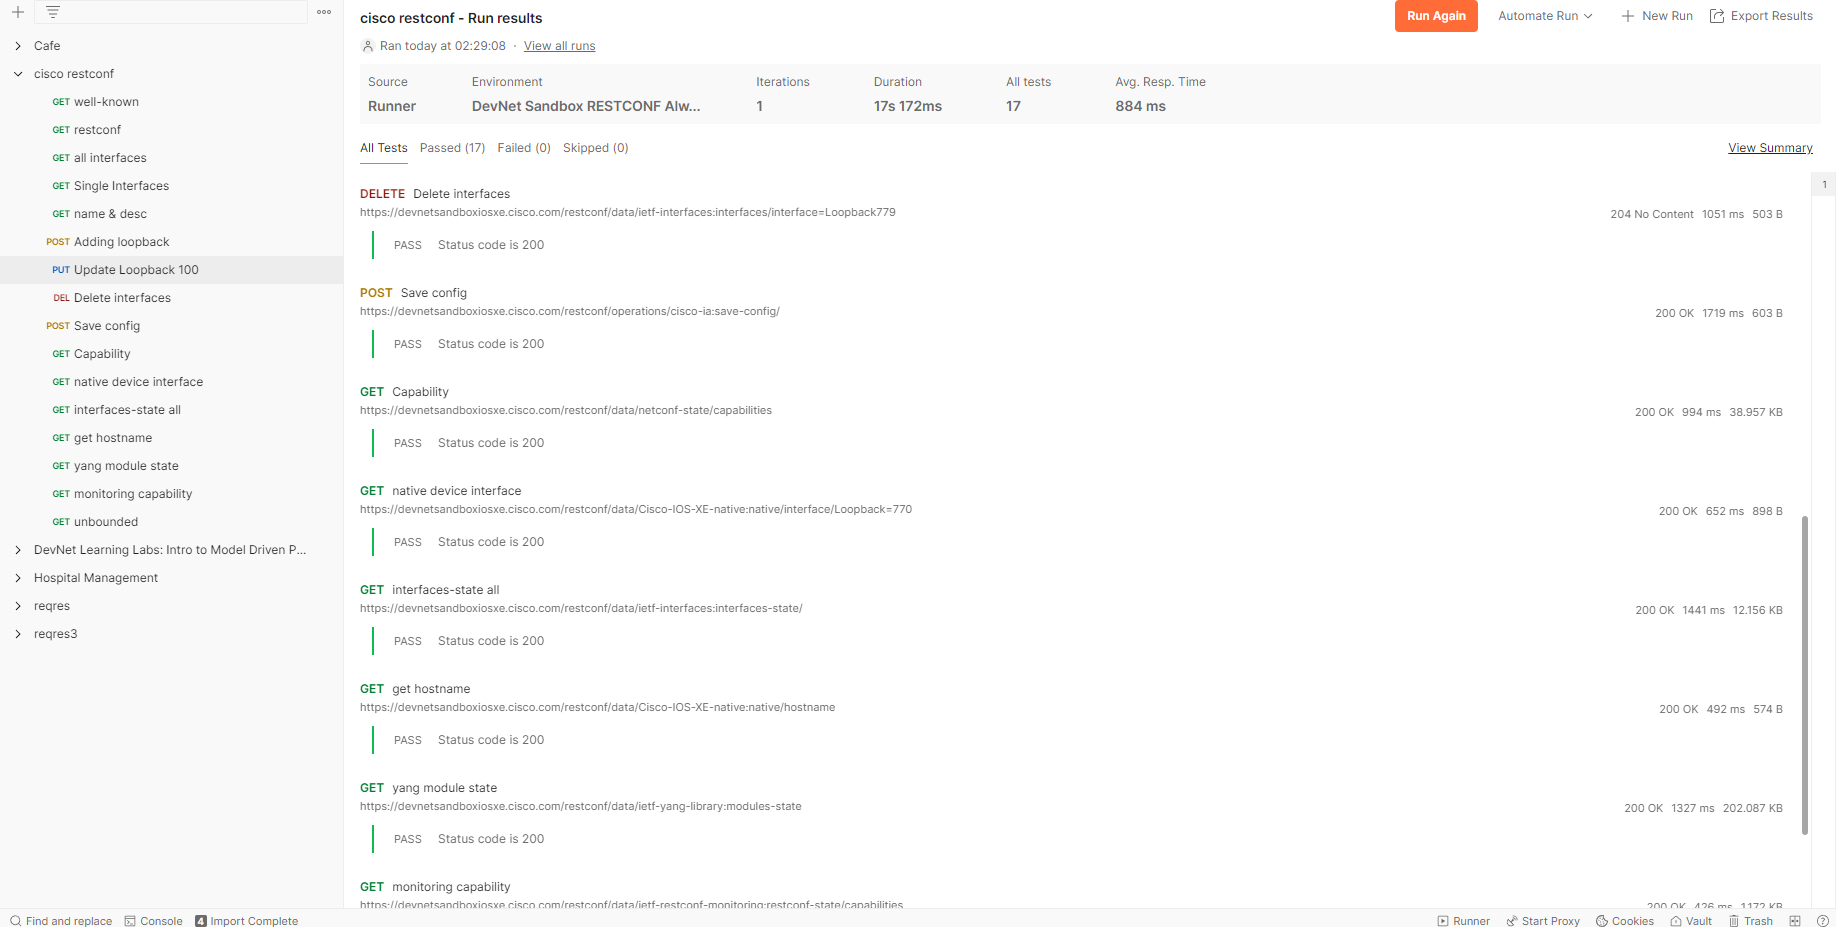 Cafe
cisco restconf
GET well-known
GET restconf
GET all interfaces
GET Single Interfaces
GET name & desc
POST Adding loopback
PUT Update Loopback 100
DEL Delete interfaces
POST Save config
GET Capability
GET native device interface
GET interfaces-state all
GET get hostname
GET yang module state
GET monitoring capability
GET unbounded
DevNet Learning Labs: Intro to Model Driven P...
Hospital Management
reqres
reqres3
cisco restconf - Run results
Run Again Automate Run New Run Export Results
Ran today at 02:29:08 · View all runs
Source Environment Iterations Duration All tests Avg. Resp. Time
Runner DevNet Sandbox RESTCONF Alw... 1 17s 172ms 17 884 ms
All Tests Passed (17) Failed (0) Skipped (0) View Summary
1
DELETE Delete interfaces
https://devnetsandboxiosxe.cisco.com/restconf/data/ietf-interfaces:interfaces/interface=Loopback779
204 No Content 1051 ms 503 B
PASS Status code is 200
POST Save config
https://devnetsandboxiosxe.cisco.com/restconf/operations/cisco-ia:save-config/
200 OK 1719 ms 603 B
PASS Status code is 200
GET Capability
https://devnetsandboxiosxe.cisco.com/restconf/data/netconf-state/capabilities
200 OK 994 ms 38.957 KB
PASS Status code is 200
GET native device interface
https://devnetsandboxiosxe.cisco.com/restconf/data/Cisco-IOS-XE-native:native/interface/Loopback=770
200 OK 652 ms 898 B
PASS Status code is 200
GET interfaces-state all
https://devnetsandboxiosxe.cisco.com/restconf/data/ietf-interfaces:interfaces-state/
200 OK 1441 ms 12.156 KB
PASS Status code is 200
GET get hostname
https://devnetsandboxiosxe.cisco.com/restconf/data/Cisco-IOS-XE-native:native/hostname
200 OK 492 ms 574 B
PASS Status code is 200
GET yang module state
https://devnetsandboxiosxe.cisco.com/restconf/data/ietf-yang-library:modules-state
200 OK 1327 ms 202.087 KB
PASS Status code is 200
GET monitoring capability
https://devnetsandboxiosxe.cisco.com/restconf/data/ietf-restconf-monitoring:restconf-state/capabilities
200 OK 426 ms 1.172 KB
Find and replace Console 4 Import Complete
Runner Start Proxy Cookies Vault Trash